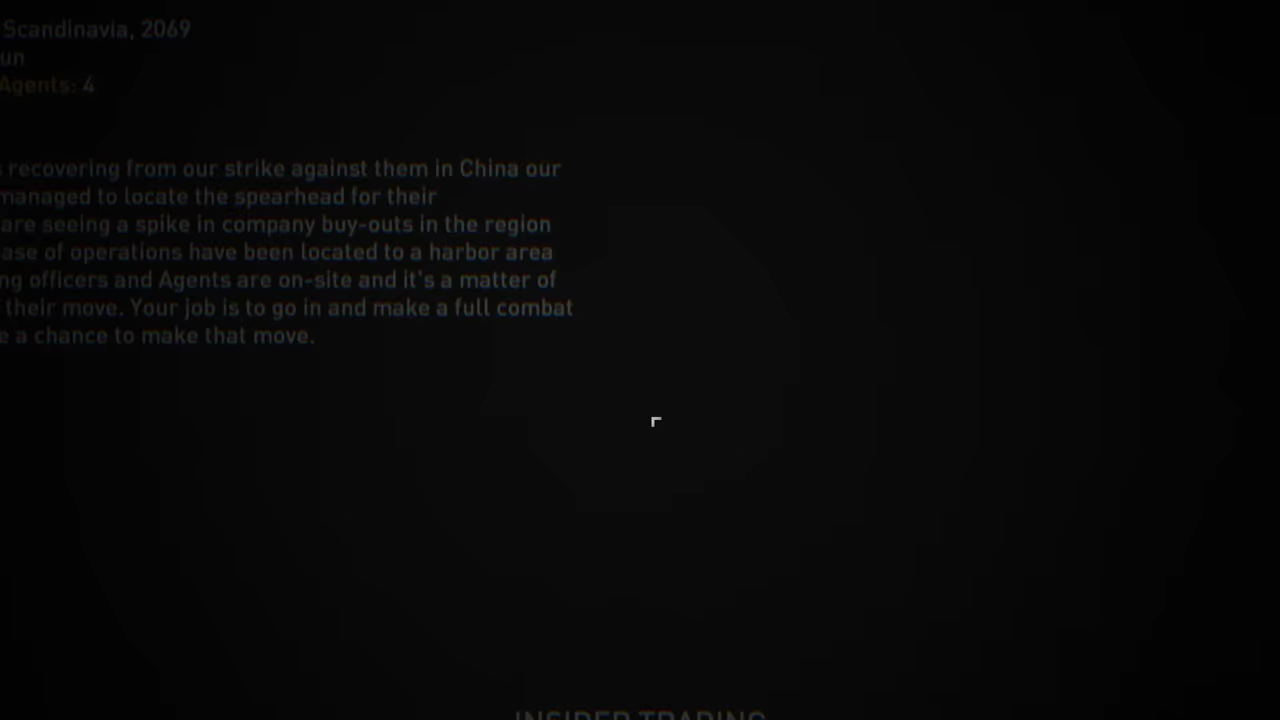 Scandinavia, 2069
un
Agents: 4
recovering from our strike against them in China our
managed to locate the spearhead for their
are seeing a spike in company buy-outs in the region
ase of operations have been located to a harbor area
ng officers and Agents are on-site and it's a matter of
their move. Your job is to go in and make a full combat
e a chance to make that move.
INSIDER TRADING